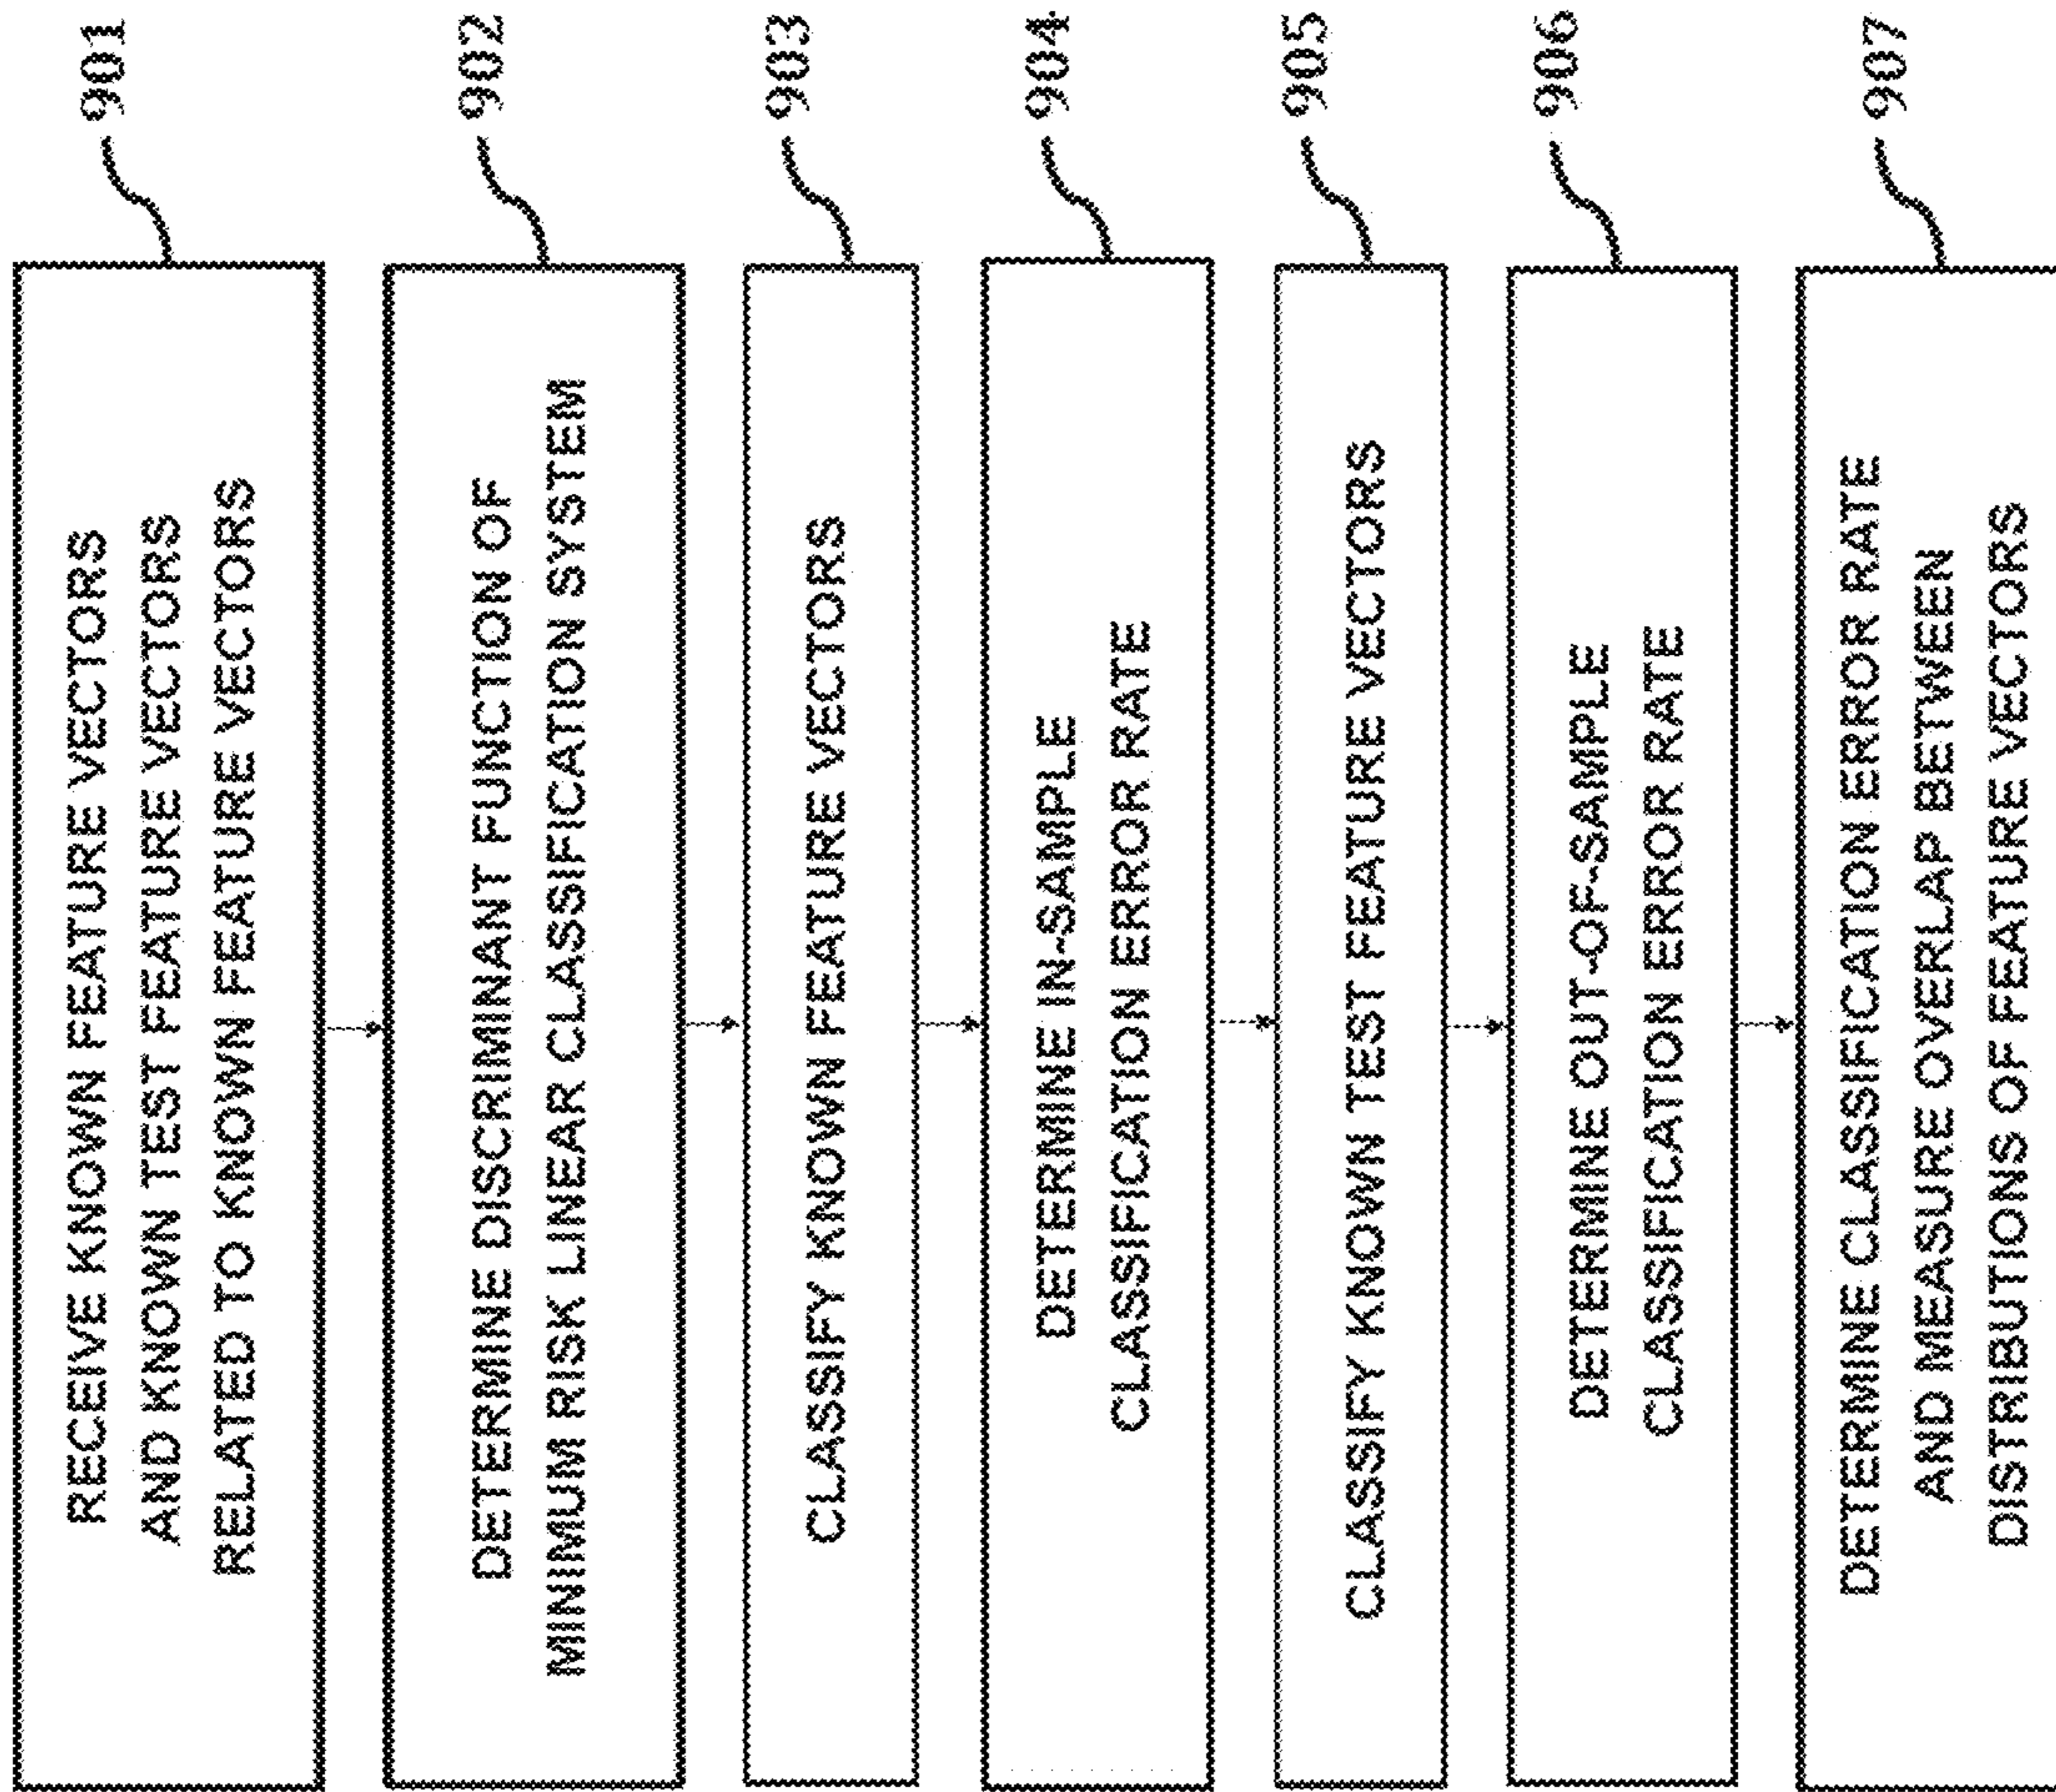 RECEIVE KNOWN FEATURE VECTORS
AND KNOWN TEST FEATURE VECTORS
RELATED TO KNOWN FEATURE VECTORS
901
DETERMINE DISCRIMINANT FUNCTION OF
MINIMUM RISK LINEAR CLASSIFICATION SYSTEM
902
CLASSIFY KNOWN FEATURE VECTORS
903
DETERMINE IN-SAMPLE
CLASSIFICATION ERROR RATE
904
CLASSIFY KNOWN TEST FEATURE VECTORS
905
DETERMINE OUT-OF-SAMPLE
CLASSIFICATION ERROR RATE
906
DETERMINE CLASSIFICATION ERROR RATE
AND MEASURE OVERLAP BETWEEN
DISTRIBUTIONS OF FEATURE VECTORS
907